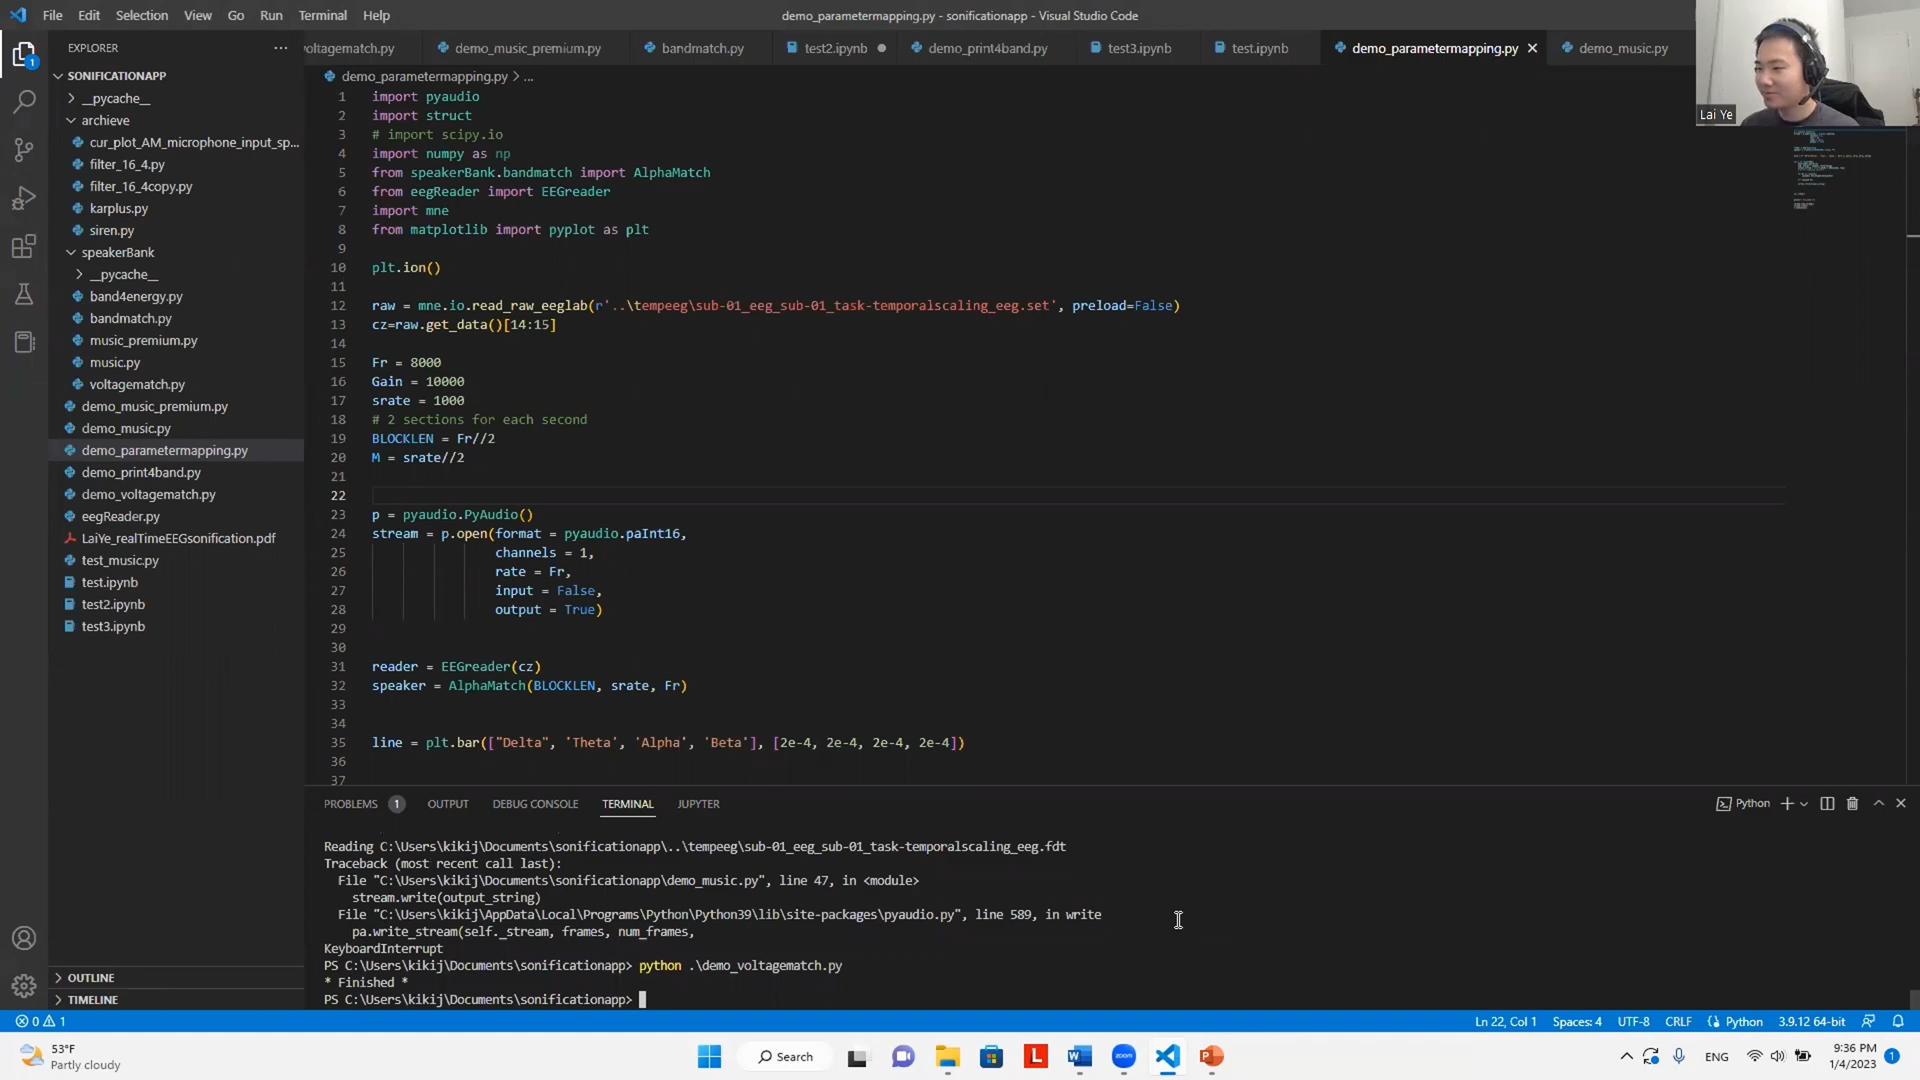 File Edit Selection View Go Run Terminal Help
demo_parametermapping.py - sonificationapp - Visual Studio Code
EXPLORER
oltagematch.py demo_music_premium.py bandmatch.py test2.ipynb demo_print4band.py test3.ipynb test.ipynb demo_parametermapping.py demo_music.py
Lai Ye
SONIFICATIONAPP
__pycache__
archieve
cur_plot_AM_microphone_input_sp...
filter_16_4.py
filter_16_4copy.py
karplus.py
siren.py
speakerBank
__pycache__
band4energy.py
bandmatch.py
music_premium.py
music.py
voltagematch.py
demo_music_premium.py
demo_music.py
demo_parametermapping.py
demo_print4band.py
demo_voltagematch.py
eegReader.py
LaiYe_realTimeEEGsonification.pdf
test_music.py
test.ipynb
test2.ipynb
test3.ipynb
OUTLINE
TIMELINE
demo_parametermapping.py > ...
1 import pyaudio
2 import struct
3 # import scipy.io
4 import numpy as np
5 from speakerBank.bandmatch import AlphaMatch
6 from eegReader import EEGreader
7 import mne
8 from matplotlib import pyplot as plt
9
10 plt.ion()
11
12 raw = mne.io.read_raw_eeglab(r'..\tempeeg\sub-01_eeg_sub-01_task-temporalscaling_eeg.set', preload=False)
13 cz=raw.get_data()[14:15]
14
15 Fr = 8000
16 Gain = 10000
17 srate = 1000
18 # 2 sections for each second
19 BLOCKLEN = Fr//2
20 M = srate//2
21
22
23 p = pyaudio.PyAudio()
24 stream = p.open(format = pyaudio.paInt16,
25 channels = 1,
26 rate = Fr,
27 input = False,
28 output = True)
29
30
31 reader = EEGreader(cz)
32 speaker = AlphaMatch(BLOCKLEN, srate, Fr)
33
34
35 line = plt.bar(["Delta", 'Theta', 'Alpha', 'Beta'], [2e-4, 2e-4, 2e-4, 2e-4])
36
37
PROBLEMS 1 OUTPUT DEBUG CONSOLE TERMINAL JUPYTER
Python
Reading C:\Users\kikij\Documents\sonificationapp\..\tempeeg\sub-01_eeg_sub-01_task-temporalscaling_eeg.fdt
Traceback (most recent call last):
File "C:\Users\kikij\Documents\sonificationapp\demo_music.py", line 47, in <module>
stream.write(output_string)
File "C:\Users\kikij\AppData\Local\Programs\Python\Python39\lib\site-packages\pyaudio.py", line 589, in write
pa.write_stream(self._stream, frames, num_frames,
KeyboardInterrupt
PS C:\Users\kikij\Documents\sonificationapp> python .\demo_voltagematch.py
* Finished *
PS C:\Users\kikij\Documents\sonificationapp>
0 1 Ln 22, Col 1 Spaces: 4 UTF-8 CRLF Python 3.9.12 64-bit
53°F
Partly cloudy
Search
L
zoom
ENG
9:36 PM
1/4/2023
1